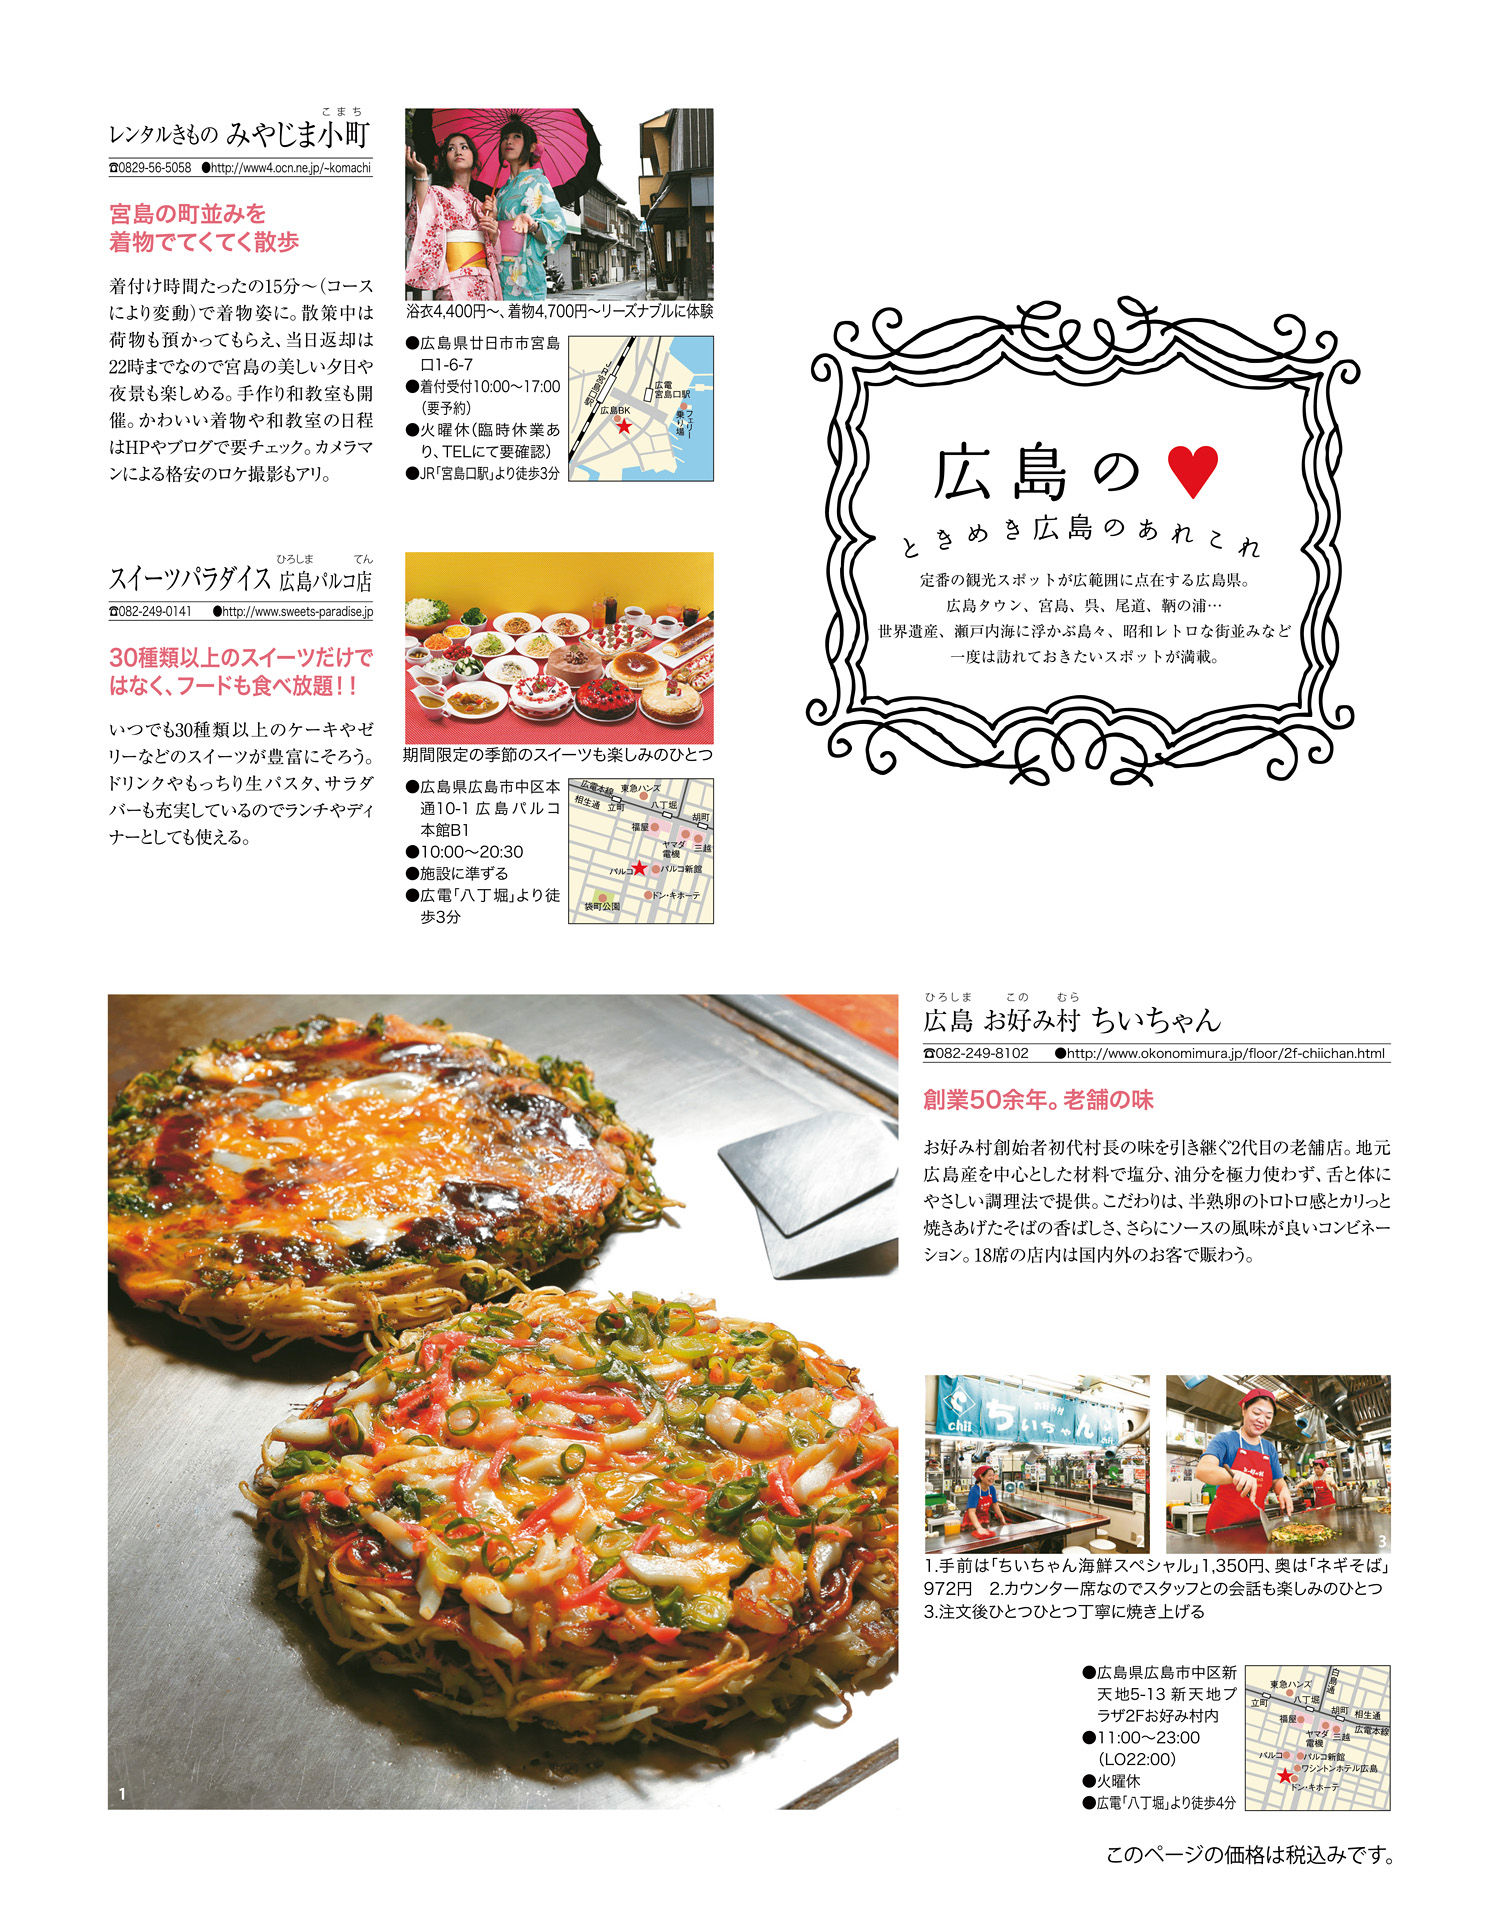 こまち
レンタルきもの みやじま小町
☎0829-56-5058 ●http://www4.ocn.ne.jp/~komachi
宮島の町並みを
着物でてくてく散歩
着付け時間たったの15分〜(コース
により変動)で着物姿に。散策中は
荷物も預かってもらえ、当日返却は
22時までなので宮島の美しい夕日や
夜景も楽しめる。手作り和教室も開
催。かわいい着物や和教室の日程
はHPやブログで要チェック。カメラマ
ンによる格安のロケ撮影もアリ。
浴衣4,400円〜、着物4,700円〜リーズナブルに体験
●広島県廿日市市宮島
口1-6-7
●着付受付10:00〜17:00
(要予約)
●火曜休(臨時休業あ
り、TELにて要確認)
●JR「宮島口駅」より徒歩3分
JR宮島口駅
広電
宮島口駅
広島BK
フェリー
乗り場
ひろしま てん
スイーツパラダイス 広島パルコ店
☎082-249-0141 ●http://www.sweets-paradise.jp
30種類以上のスイーツだけで
はなく、フードも食べ放題！！
いつでも30種類以上のケーキやゼ
リーなどのスイーツが豊富にそろう。
ドリンクやもっちり生パスタ、サラダ
バーも充実しているのでランチやディ
ナーとしても使える。
期間限定の季節のスイーツも楽しみのひとつ
●広島県広島市中区本
通10-1 広島パルコ
本館B1
●10:00〜20:30
●施設に準ずる
●広電「八丁堀」より徒
歩3分
広電本線 東急ハンズ
相生通 立町 八丁堀
胡町
福屋
ヤマダ
電機
三越
パルコ
パルコ新館
ドン・キホーテ
袋町公園
広島の♥
ときめき広島のあれこれ
定番の観光スポットが広範囲に点在する広島県。
広島タウン、宮島、呉、尾道、鞆の浦…
世界遺産、瀬戸内海に浮かぶ島々、昭和レトロな街並みなど
一度は訪れておきたいスポットが満載。
1
ひろしま この むら
広島 お好み村 ちいちゃん
☎082-249-8102 ●http://www.okonomimura.jp/floor/2f-chiichan.html
創業50余年。老舗の味
お好み村創始者初代村長の味を引き継ぐ2代目の老舗店。地元
広島産を中心とした材料で塩分、油分を極力使わず、舌と体に
やさしい調理法で提供。こだわりは、半熟卵のトロトロ感とカリっと
焼きあげたそばの香ばしさ、さらにソースの風味が良いコンビネー
ション。18席の店内は国内外のお客で賑わう。
chii
お好み村
ちいちゃん
chii
2
3
1.手前は「ちいちゃん海鮮スペシャル」1,350円、奥は「ネギそば」
972円 2.カウンター席なのでスタッフとの会話も楽しみのひとつ
3.注文後ひとつひとつ丁寧に焼き上げる
●広島県広島市中区新
天地5-13 新天地プ
ラザ2Fお好み村内
●11:00〜23:00
(LO22:00)
●火曜休
●広電「八丁堀」より徒歩4分
白島通
東急ハンズ
立町 八丁堀
胡町 相生通
福屋
広電本線
ヤマダ
電機
三越
パルコ
パルコ新館
ワシントンホテル広島
ドン・キホーテ
このページの価格は税込みです。